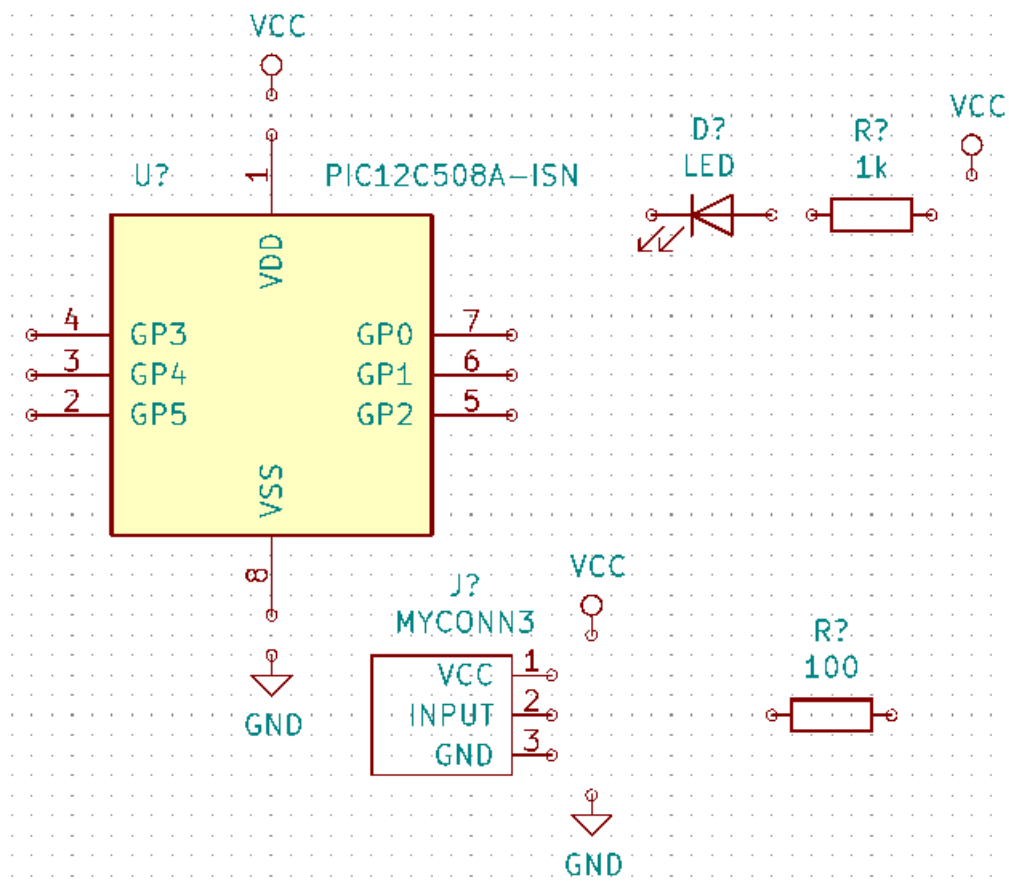 VCC
VCC
D?
R?
U?
1
PIC12C508A-ISN
LED
1k
VDD
4
GP3
GP0
7
3
GP4
GP1
6
2
GP5
GP2
5
VSS
8
VCC
J?
MYCONN3
R?
VCC
1
100
INPUT
2
GND
GND
3
GND